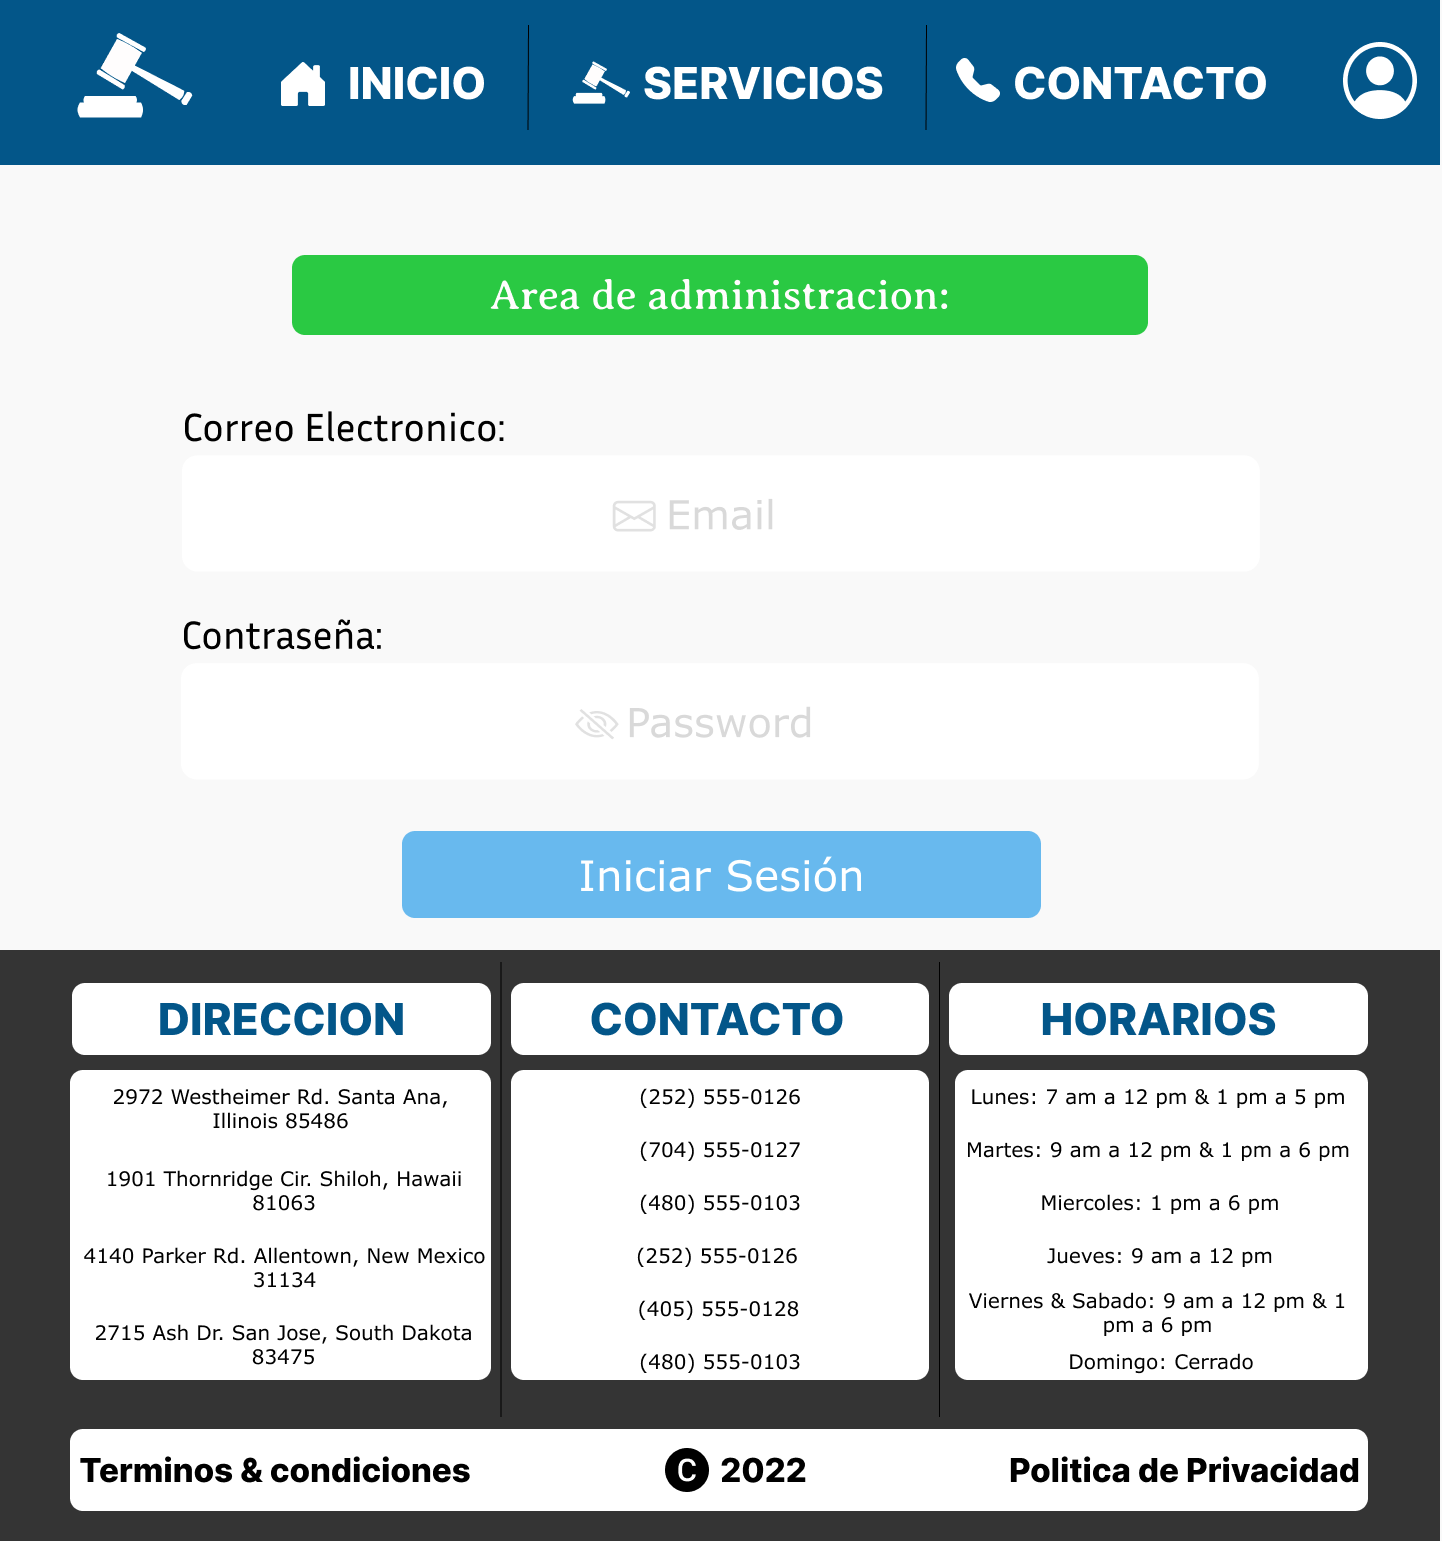 INICIO
SERVICIOS
CONTACTO
Area de administracion:
Correo Electronico:
Email
Contraseña:
Password
Iniciar Sesión
DIRECCION
2972 Westheimer Rd. Santa Ana,
Illinois 85486
1901 Thornridge Cir. Shiloh, Hawaii
81063
4140 Parker Rd. Allentown, New Mexico
31134
2715 Ash Dr. San Jose, South Dakota
83475
CONTACTO
(252) 555-0126
(704) 555-0127
(480) 555-0103
(252) 555-0126
(405) 555-0128
(480) 555-0103
HORARIOS
Lunes: 7 am a 12 pm & 1 pm a 5 pm
Martes: 9 am a 12 pm & 1 pm a 6 pm
Miercoles: 1 pm a 6 pm
Jueves: 9 am a 12 pm
Viernes & Sabado: 9 am a 12 pm & 1
pm a 6 pm
Domingo: Cerrado
Terminos & condiciones
C 2022
Politica de Privacidad